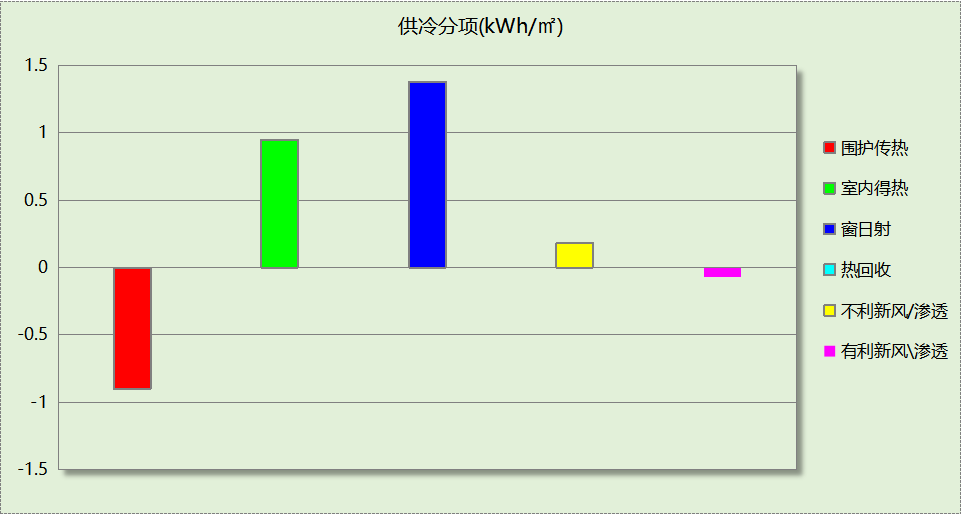 供冷分项(kWh/㎡)
1.5
1
0.5
0
-0.5
-1
-1.5
围护传热
室内得热
窗日射
热回收
不利新风/渗透
有利新风\渗透